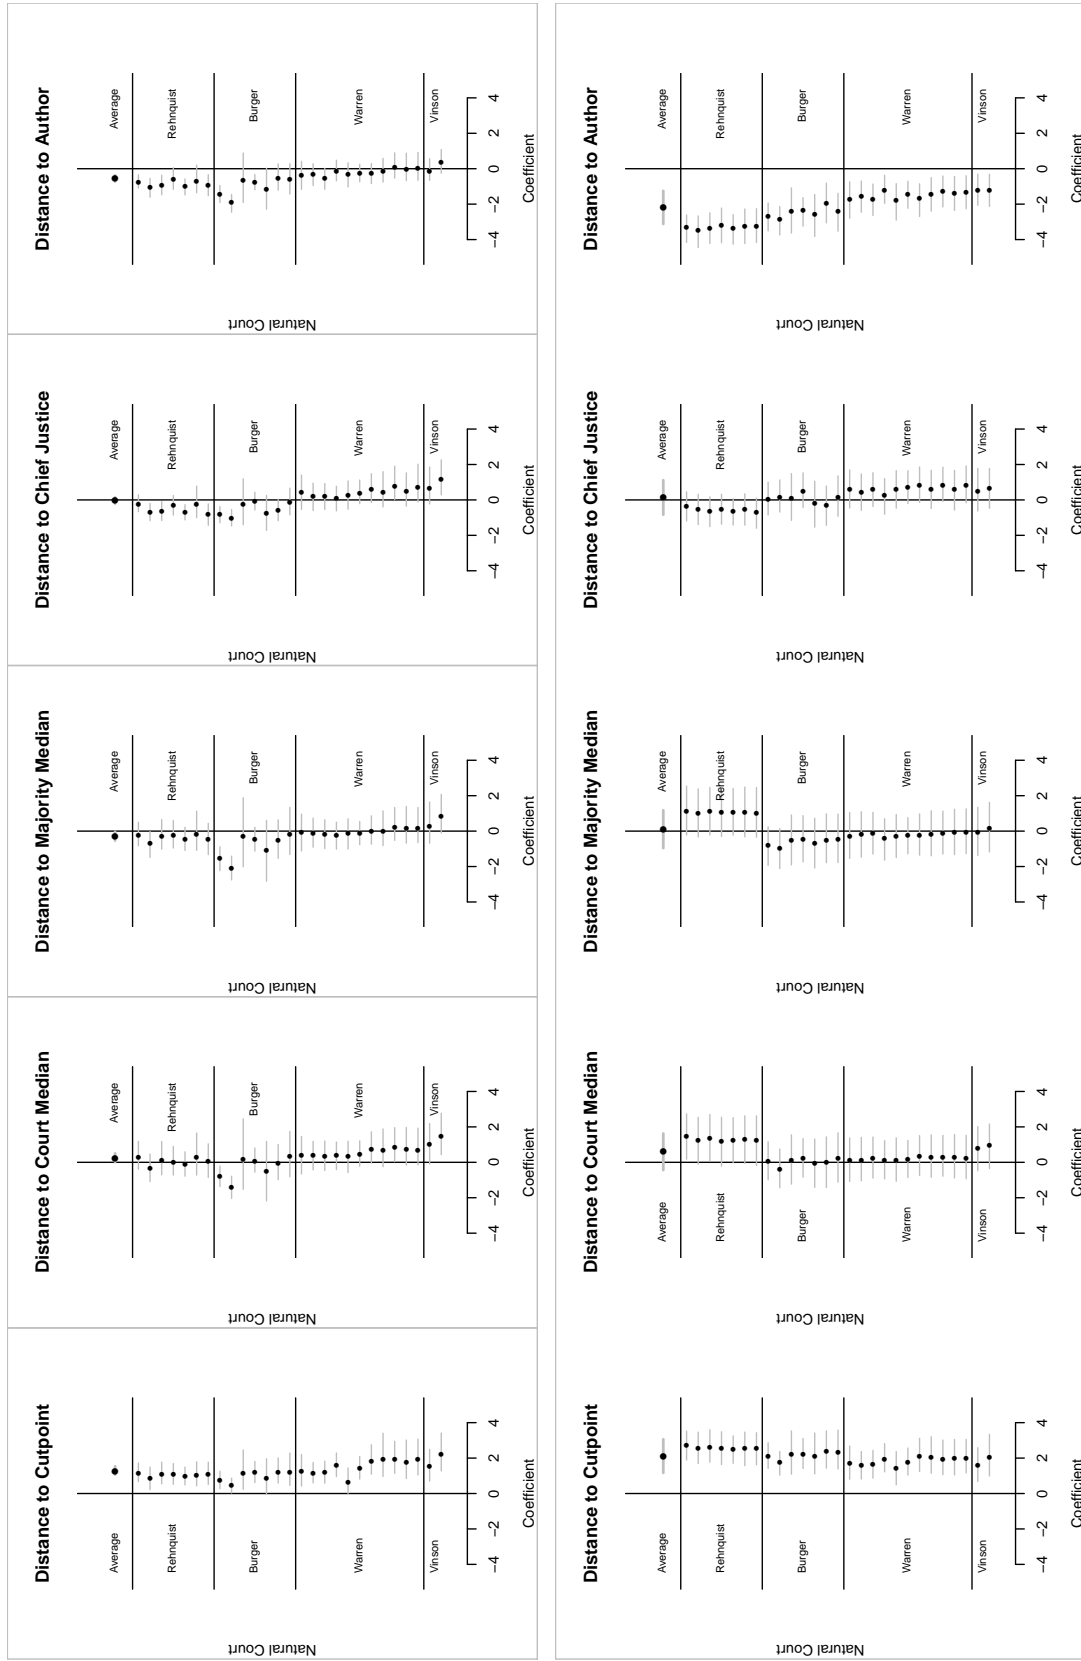 Distance to Cutpoint
Natural Court
Average
Rehnquist
Burger
Warren
Vinson
−4 −2 0 2 4
Coefficient
Distance to Court Median
Natural Court
Average
Rehnquist
Burger
Warren
Vinson
−4 −2 0 2 4
Coefficient
Distance to Majority Median
Natural Court
Average
Rehnquist
Burger
Warren
Vinson
−4 −2 0 2 4
Coefficient
Distance to Chief Justice
Natural Court
Average
Rehnquist
Burger
Warren
Vinson
−4 −2 0 2 4
Coefficient
Distance to Author
Natural Court
Average
Rehnquist
Burger
Warren
Vinson
−4 −2 0 2 4
Coefficient
Distance to Cutpoint
Natural Court
Average
Rehnquist
Burger
Warren
Vinson
−4 −2 0 2 4
Coefficient
Distance to Court Median
Natural Court
Average
Rehnquist
Burger
Warren
Vinson
−4 −2 0 2 4
Coefficient
Distance to Majority Median
Natural Court
Average
Rehnquist
Burger
Warren
Vinson
−4 −2 0 2 4
Coefficient
Distance to Chief Justice
Natural Court
Average
Rehnquist
Burger
Warren
Vinson
−4 −2 0 2 4
Coefficient
Distance to Author
Natural Court
Average
Rehnquist
Burger
Warren
Vinson
−4 −2 0 2 4
Coefficient